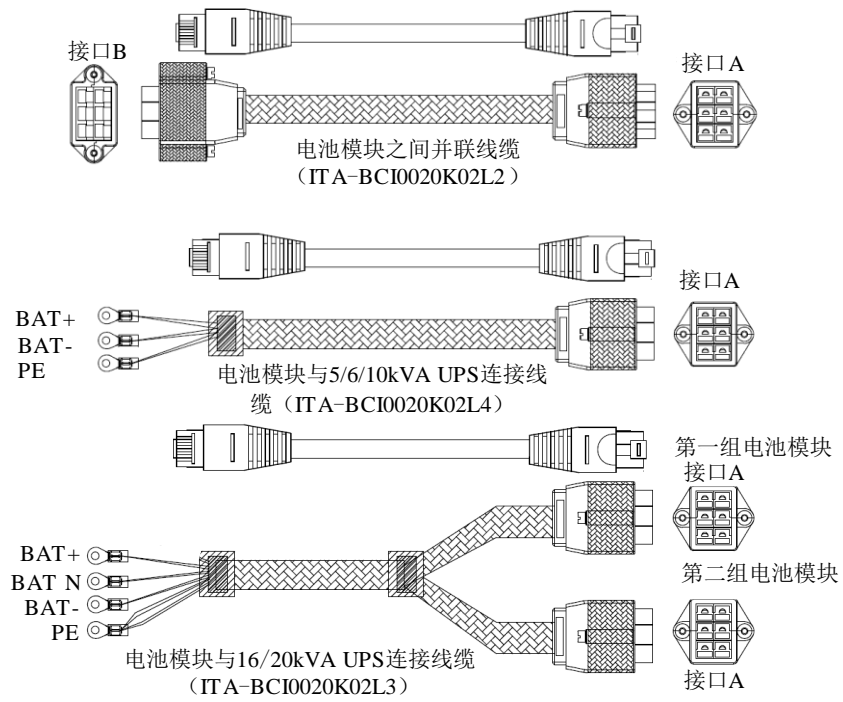 接口B
接口A
电池模块之间并联线缆
（ITA-BCI0020K02L2）
接口A
BAT+
BAT-
PE
电池模块与5/6/10kVA UPS连接线
缆（ITA-BCI0020K02L4）
第一组电池模块
接口A
BAT+
BAT N
BAT-
PE
第二组电池模块
接口A
电池模块与16/20kVA UPS连接线缆
（ITA-BCI0020K02L3）